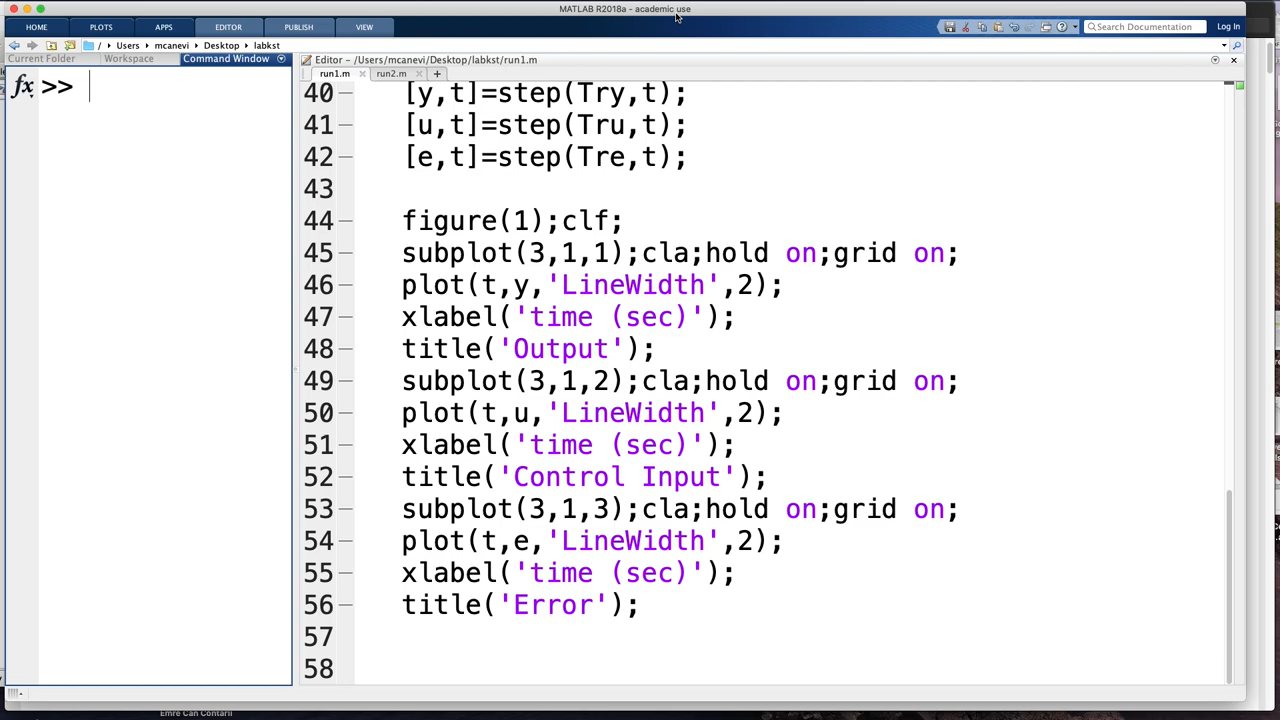 MATLAB R2018a - academic use
HOME PLOTS APPS EDITOR PUBLISH VIEW Search Documentation Log In
/ Users mcanevi Desktop labkst
Current Folder Workspace Command Window
Editor - /Users/mcanevi/Desktop/labkst/run1.m
run1.m run2.m +
fx >>
40 [y,t]=step(Try,t);
41 [u,t]=step(Tru,t);
42 [e,t]=step(Tre,t);
43
44 figure(1);clf;
45 subplot(3,1,1);cla;hold on;grid on;
46 plot(t,y,'LineWidth',2);
47 xlabel('time (sec)');
48 title('Output');
49 subplot(3,1,2);cla;hold on;grid on;
50 plot(t,u,'LineWidth',2);
51 xlabel('time (sec)');
52 title('Control Input');
53 subplot(3,1,3);cla;hold on;grid on;
54 plot(t,e,'LineWidth',2);
55 xlabel('time (sec)');
56 title('Error');
57
58
Emre Can Contarli